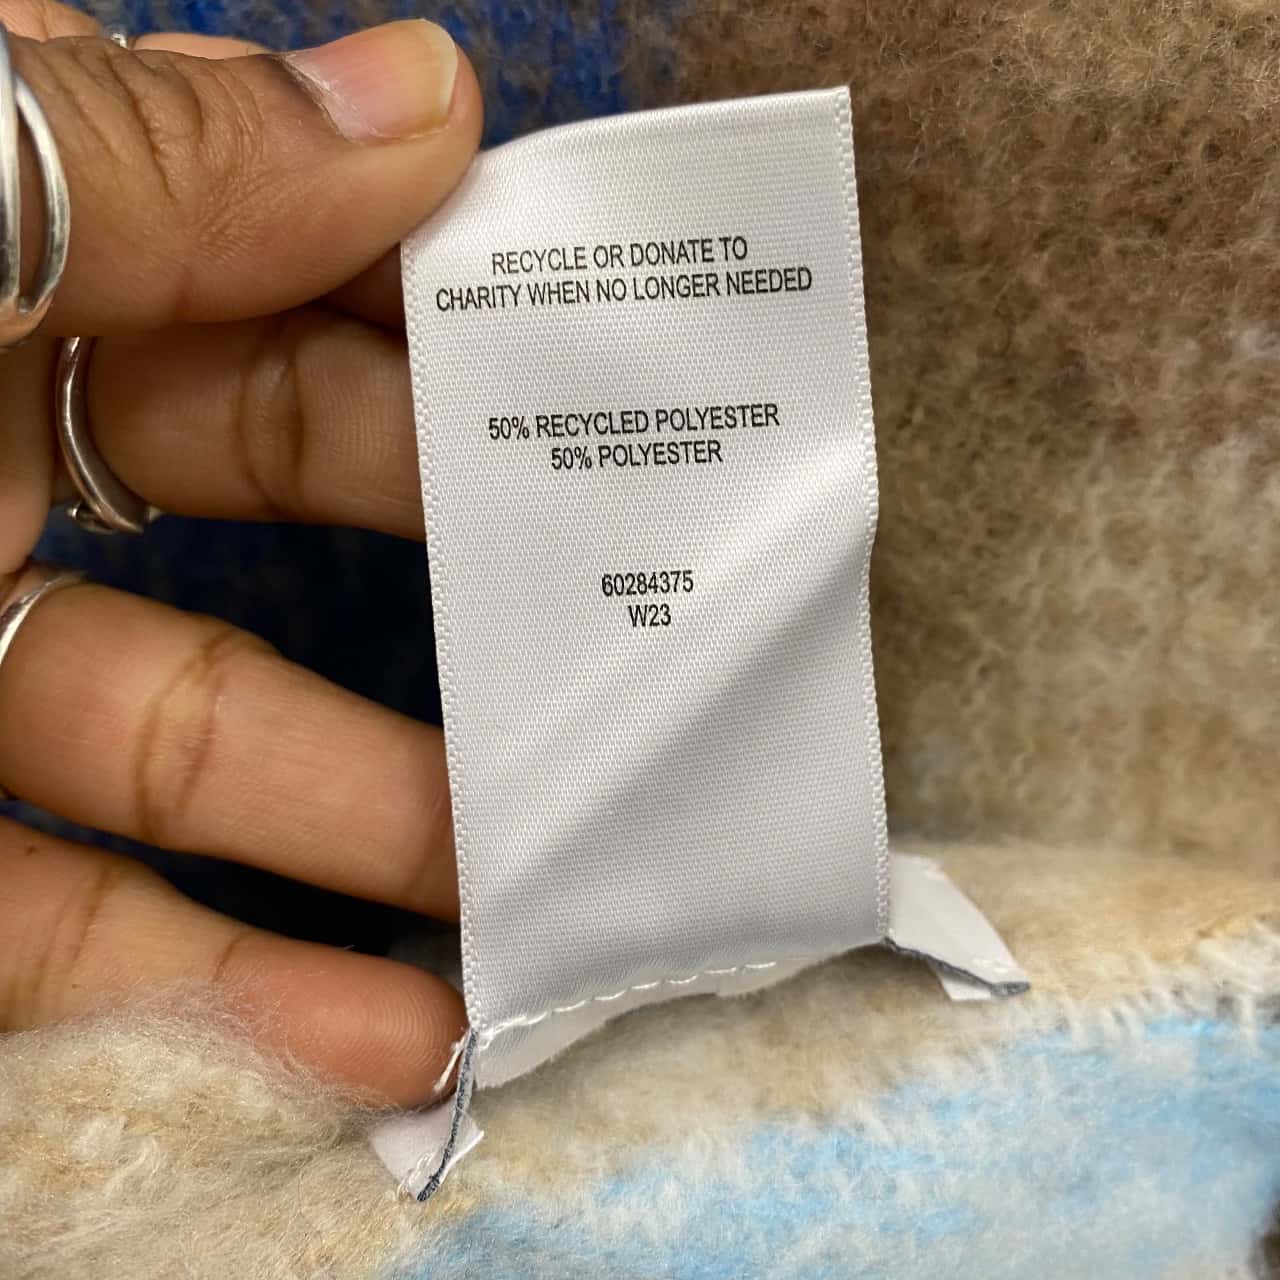 RECYCLE OR DONATE TO
CHARITY WHEN NO LONGER NEEDED
50% RECYCLED POLYESTER
50% POLYESTER
60284375
W23